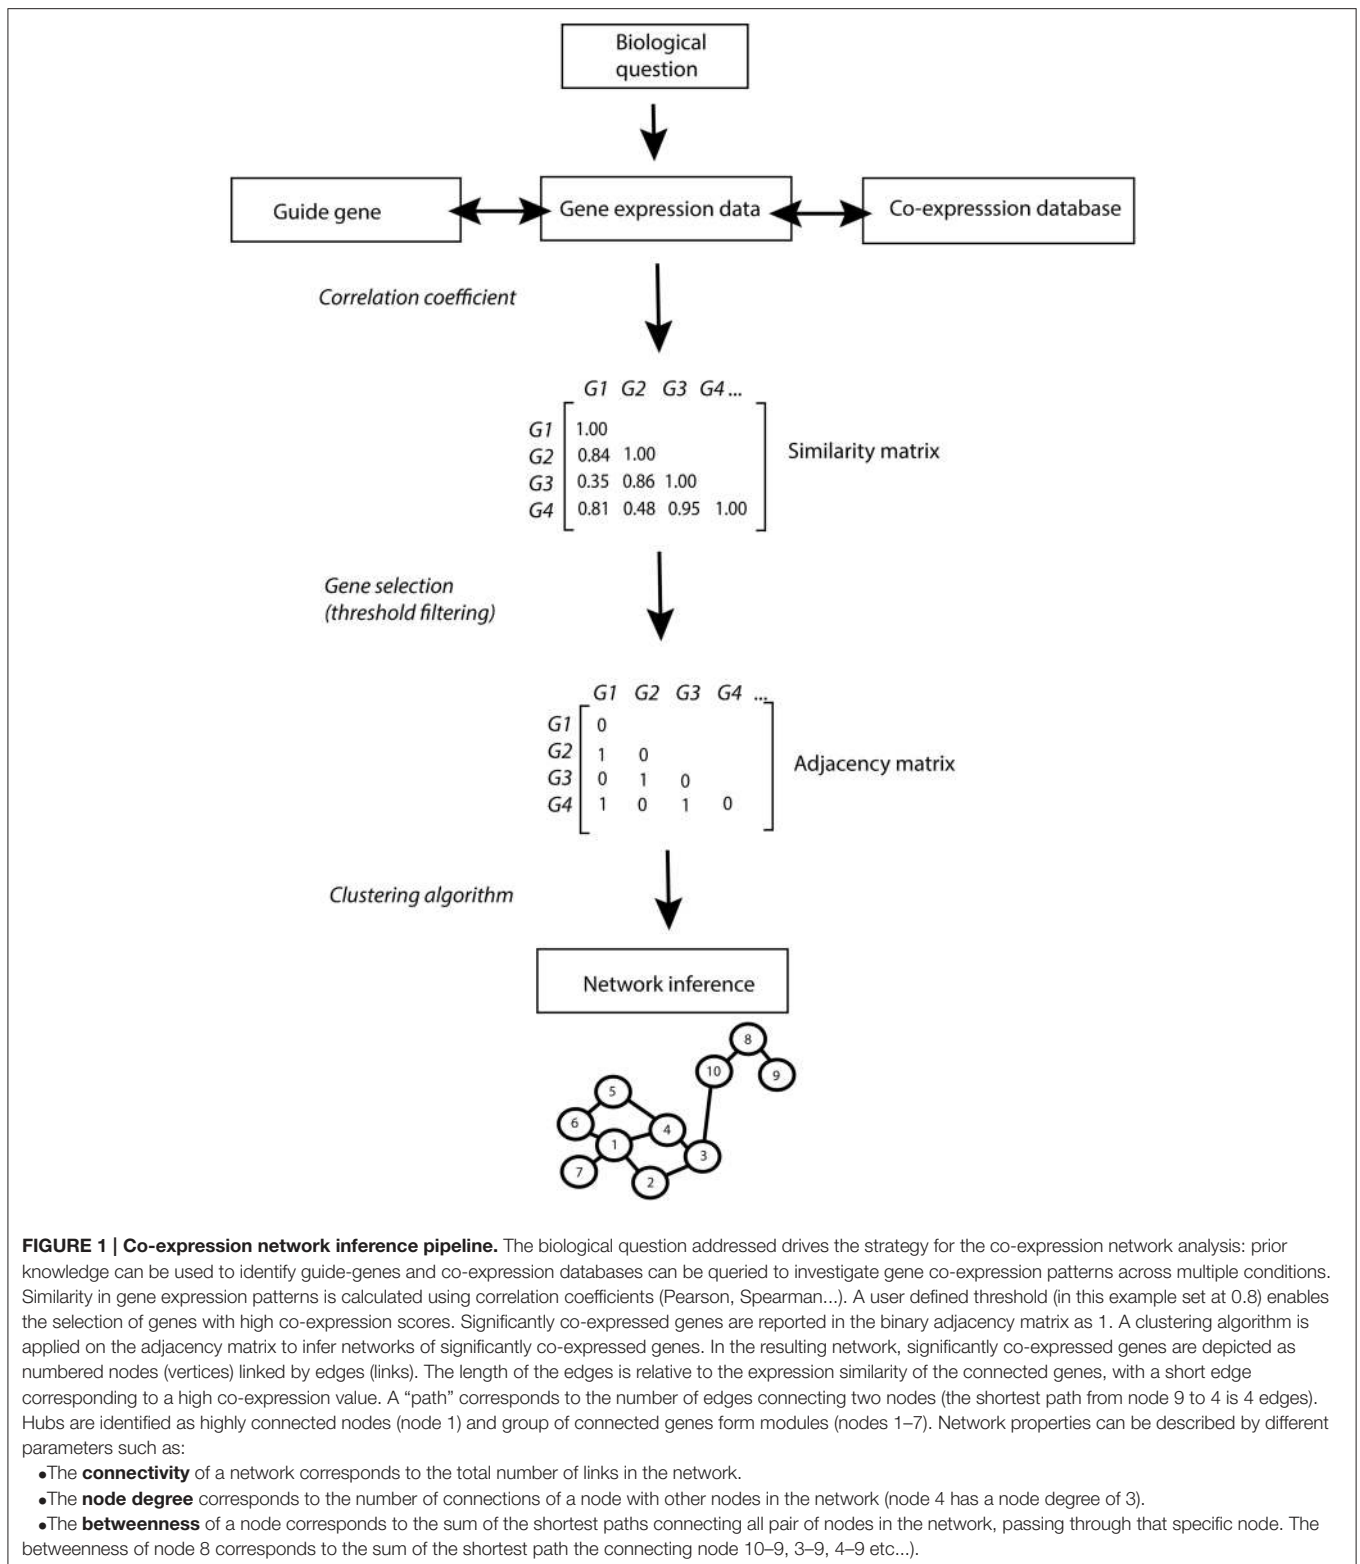 Biological
question
Guide gene
Gene expression data
Co-expresssion database
Correlation coefficient
G1 G2 G3 G4 ...
G1 1.00
G2 0.84 1.00
G3 0.35 0.86 1.00
G4 0.81 0.48 0.95 1.00
Similarity matrix
Gene selection
(threshold filtering)
G1 G2 G3 G4 ...
G1 0
G2 1 0
G3 0 1 0
G4 1 0 1 0
Adjacency matrix
Clustering algorithm
Network inference
8
10
9
5
6
4
1
3
7
2
FIGURE 1 | Co-expression network inference pipeline. The biological question addressed drives the strategy for the co-expression network analysis: prior
knowledge can be used to identify guide-genes and co-expression databases can be queried to investigate gene co-expression patterns across multiple conditions.
Similarity in gene expression patterns is calculated using correlation coefficients (Pearson, Spearman...). A user defined threshold (in this example set at 0.8) enables
the selection of genes with high co-expression scores. Significantly co-expressed genes are reported in the binary adjacency matrix as 1. A clustering algorithm is
applied on the adjacency matrix to infer networks of significantly co-expressed genes. In the resulting network, significantly co-expressed genes are depicted as
numbered nodes (vertices) linked by edges (links). The length of the edges is relative to the expression similarity of the connected genes, with a short edge
corresponding to a high co-expression value. A “path” corresponds to the number of edges connecting two nodes (the shortest path from node 9 to 4 is 4 edges).
Hubs are identified as highly connected nodes (node 1) and group of connected genes form modules (nodes 1–7). Network properties can be described by different
parameters such as:
•The connectivity of a network corresponds to the total number of links in the network.
•The node degree corresponds to the number of connections of a node with other nodes in the network (node 4 has a node degree of 3).
•The betweenness of a node corresponds to the sum of the shortest paths connecting all pair of nodes in the network, passing through that specific node. The
betweenness of node 8 corresponds to the sum of the shortest path the connecting node 10–9, 3–9, 4–9 etc...).